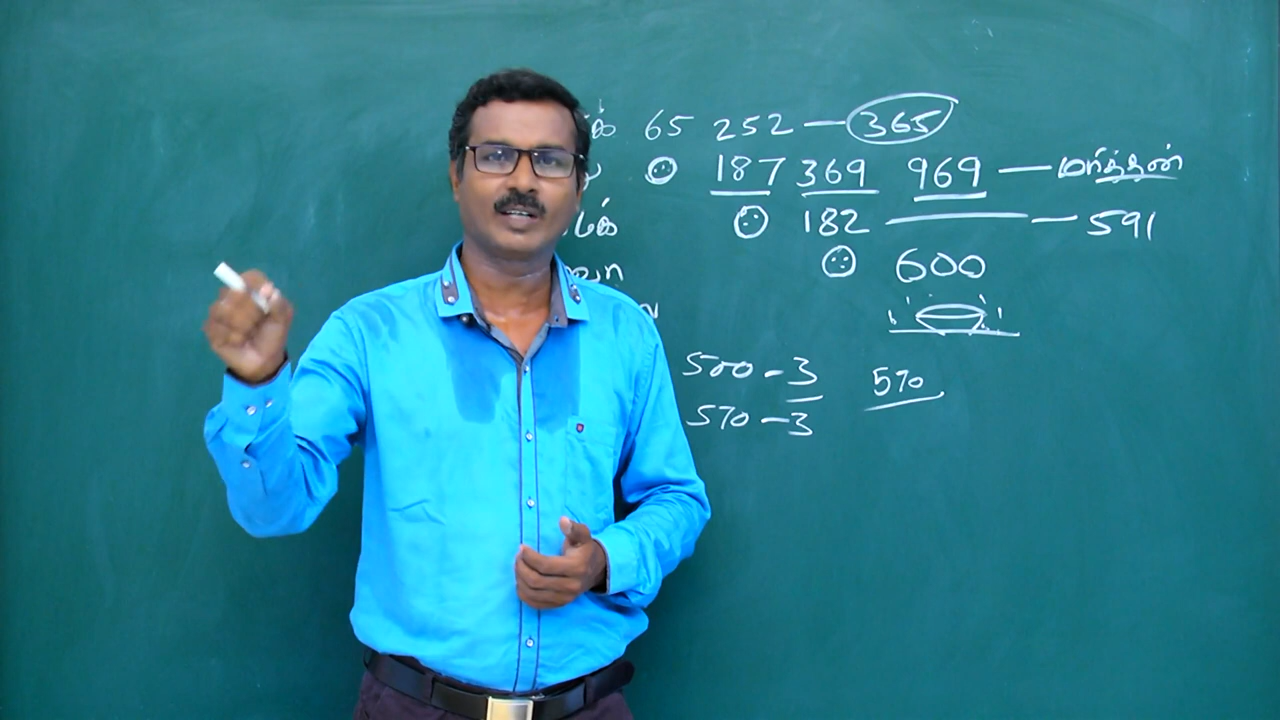 65 252 — 365
187 369 969 — மார்த்தன்
182 — 591
600
500 - 3 570
570 - 3